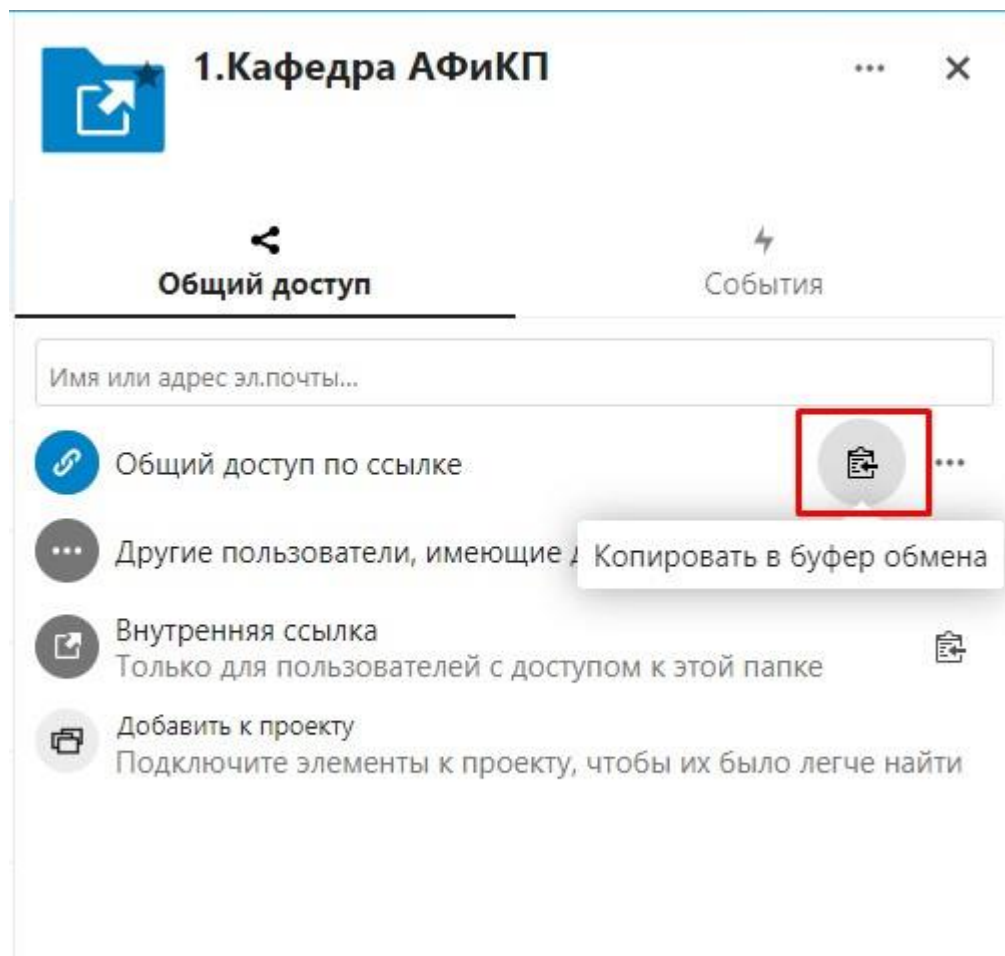 1.Кафедра АФиКП
Общий доступ
События
Имя или адрес эл.почты...
Общий доступ по ссылке
Другие пользователи, имеющие
Копировать в буфер обмена
Внутренняя ссылка
Только для пользователей с доступом к этой папке
Добавить к проекту
Подключите элементы к проекту, чтобы их было легче найти